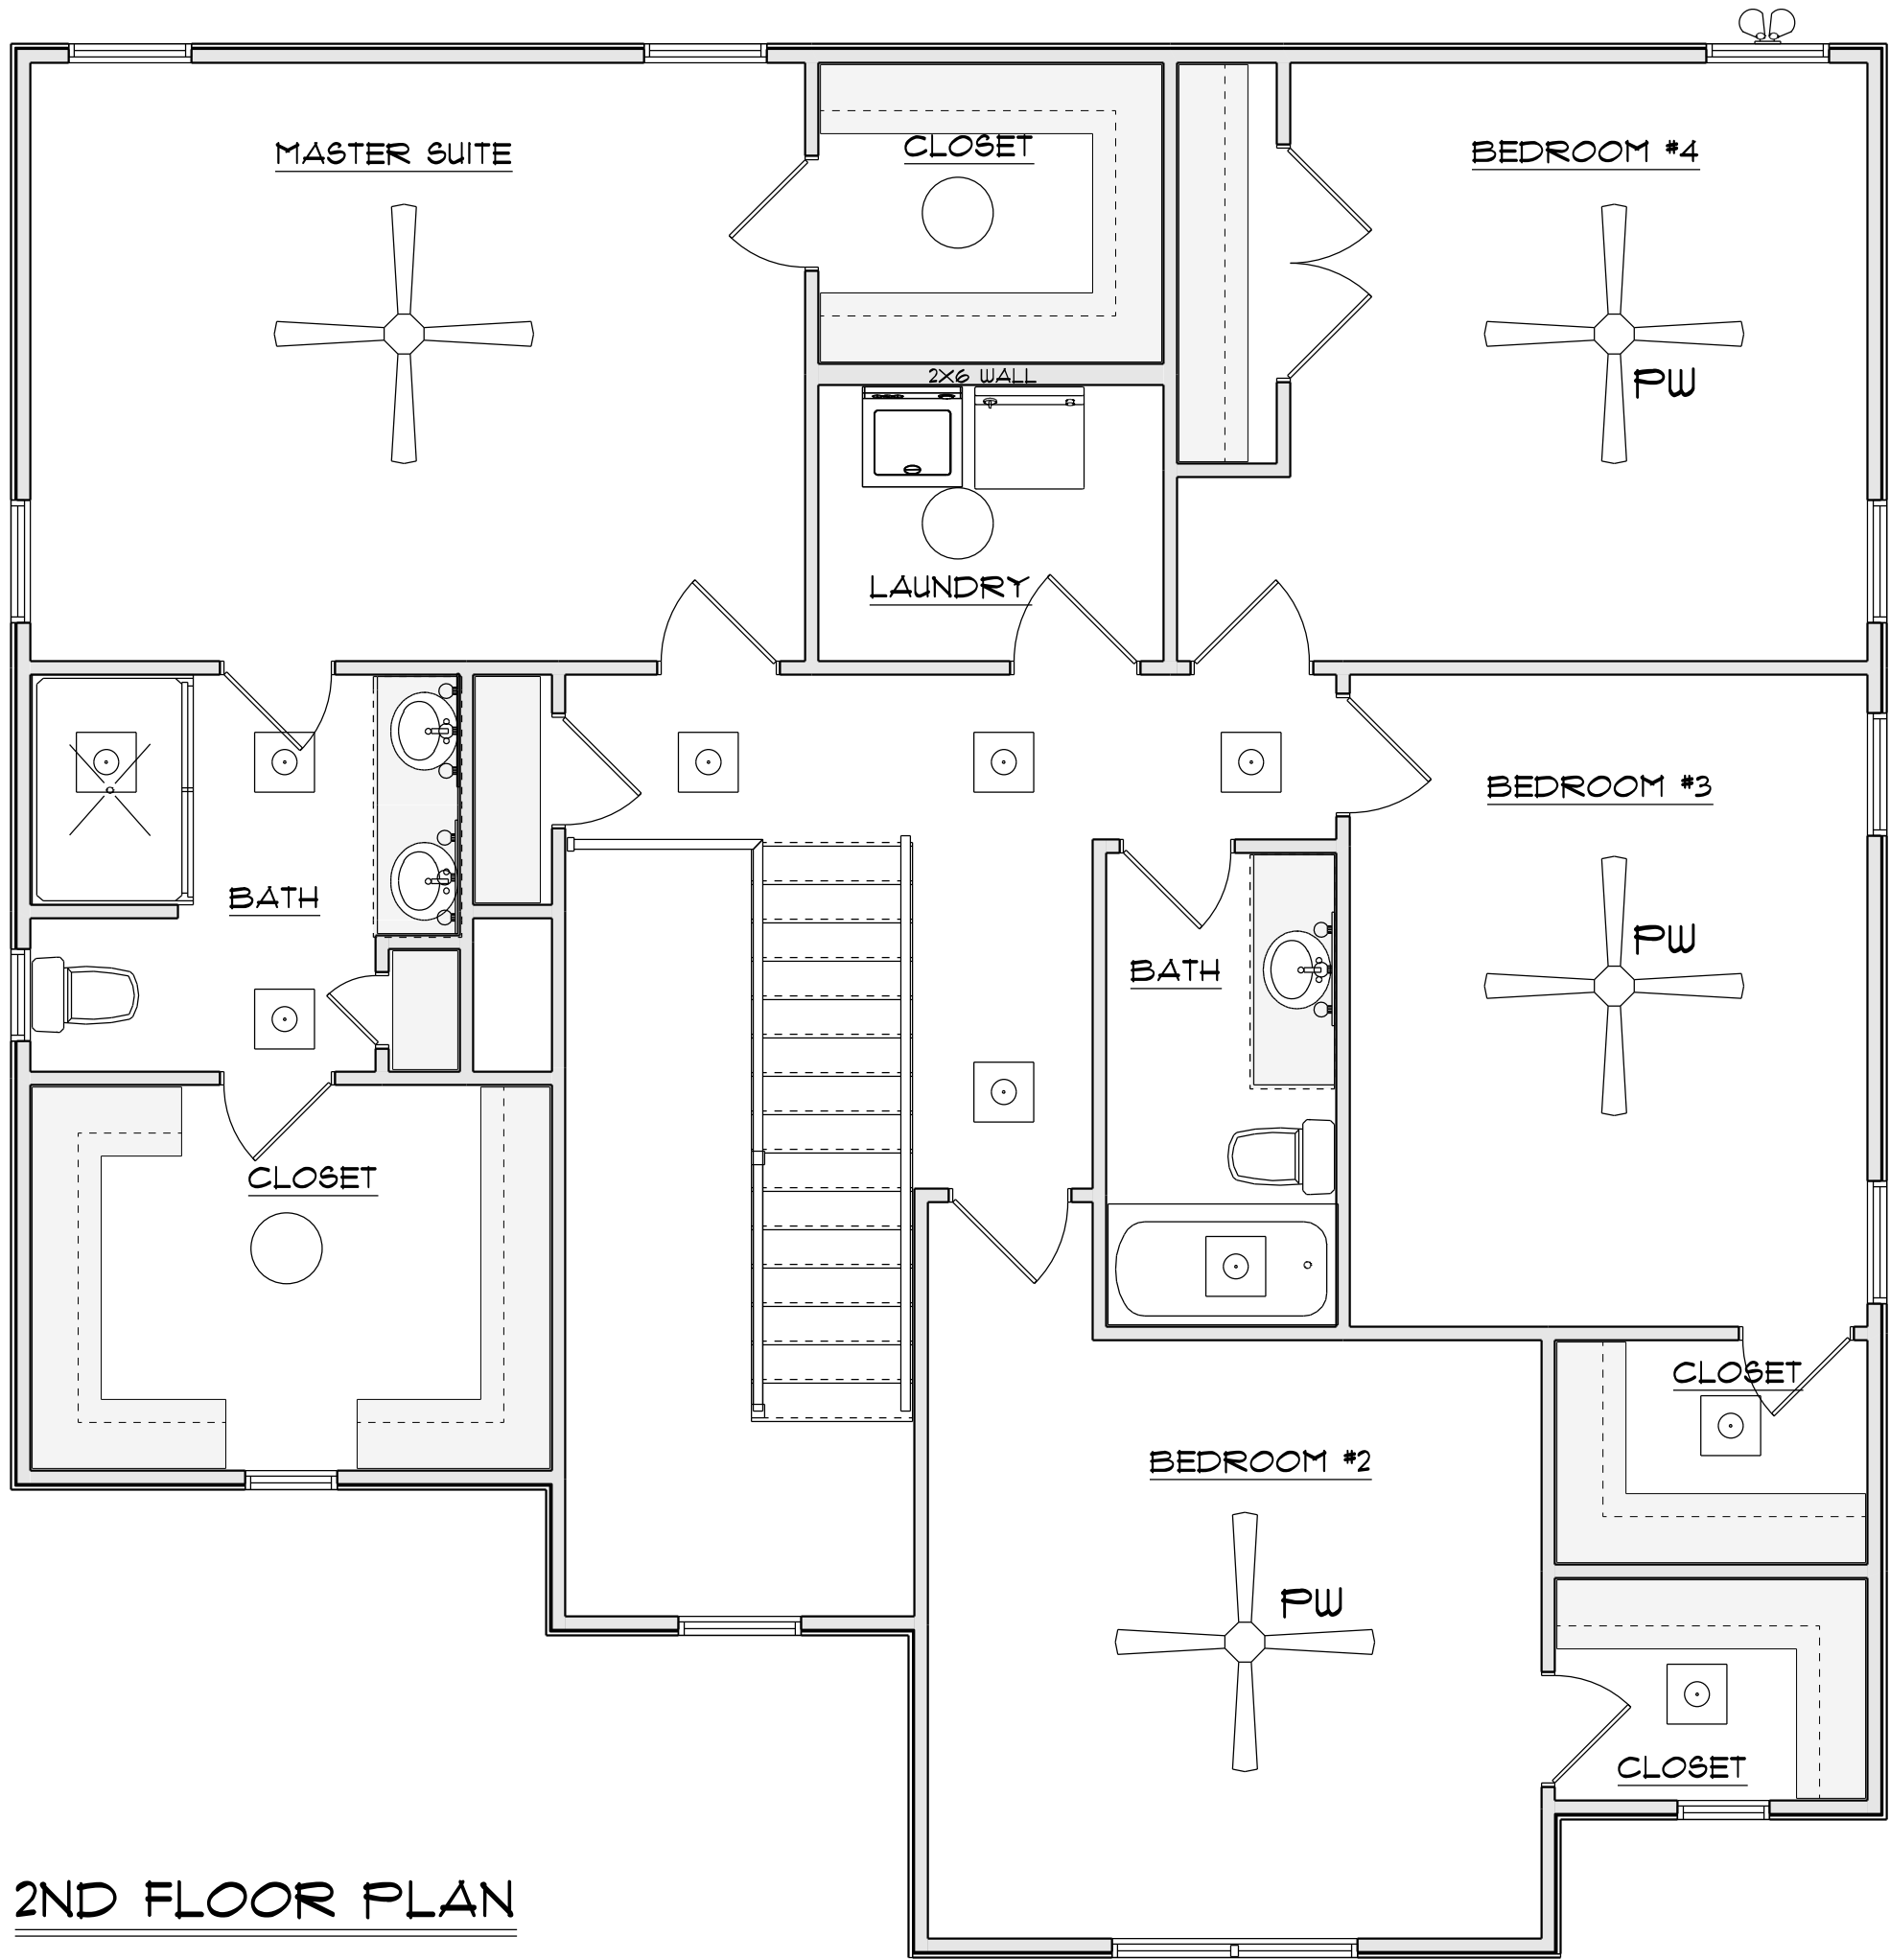 MASTER SUITE
CLOSET
BEDROOM #4
2X6 WALL
PW
LAUNDRY
BEDROOM #3
BATH
PW
BATH
CLOSET
CLOSET
BEDROOM #2
PW
CLOSET
2ND FLOOR PLAN